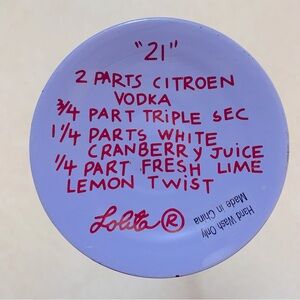 "21"
2 PARTS CITROEN
VODKA
3/4 PART TRIPLE SEC
1 1/4 PARTS WHITE
CRANBERRY JUICE
1/4 PART FRESH LIME
LEMON TWIST
Lolita ®
Hand Wash Only
Made in China